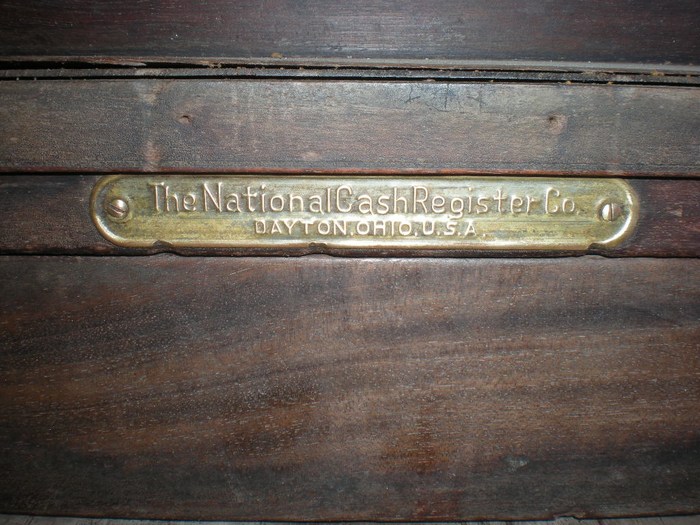 The National Cash Register Co.
DAYTON, OHIO, U.S.A.